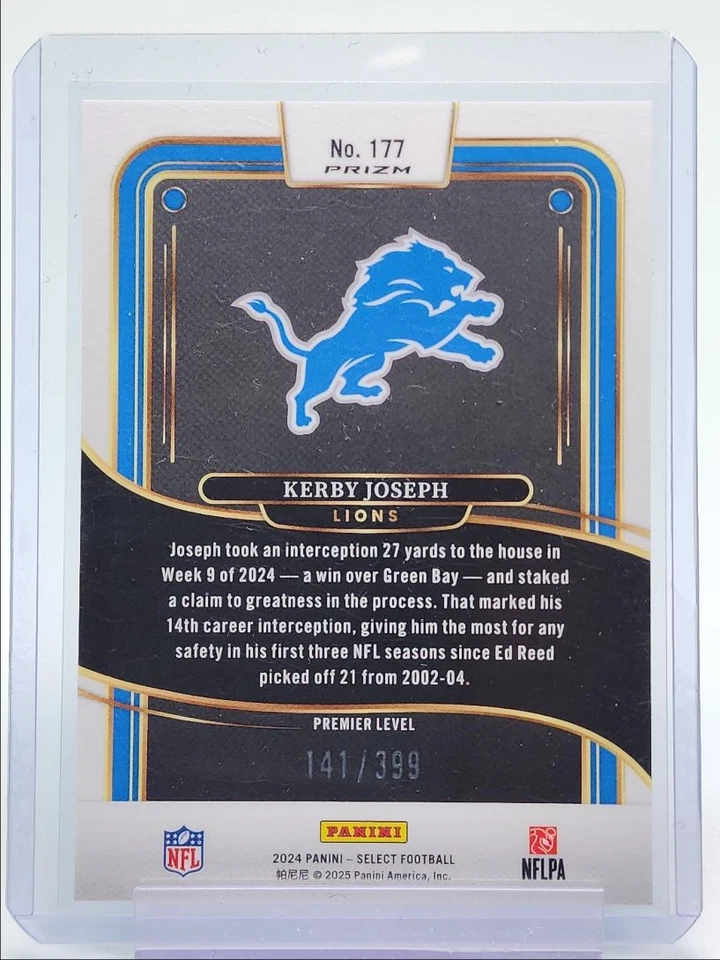 No. 177
PRIZM
KERBY JOSEPH
LIONS
Joseph took an interception 27 yards to the house in
Week 9 of 2024 — a win over Green Bay — and staked
a claim to greatness in the process. That marked his
14th career interception, giving him the most for any
safety in his first three NFL seasons since Ed Reed
picked off 21 from 2002-04.
PREMIER LEVEL
141/399
NFL
PANINI
2024 PANINI – SELECT FOOTBALL
帕尼尼 © 2025 Panini America, Inc.
NFLPA